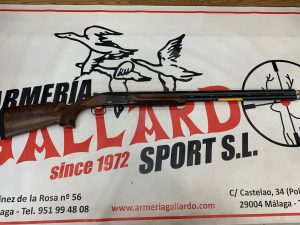 ARMERÍA
GALLARDO
since 1972 SPORT S.L.
ínez de la Rosa nº 56
laga - Tel. 951 99 48 08
www.armeriagallardo.com
C/ Castelao, 34 (Pol
29004 Málaga - T